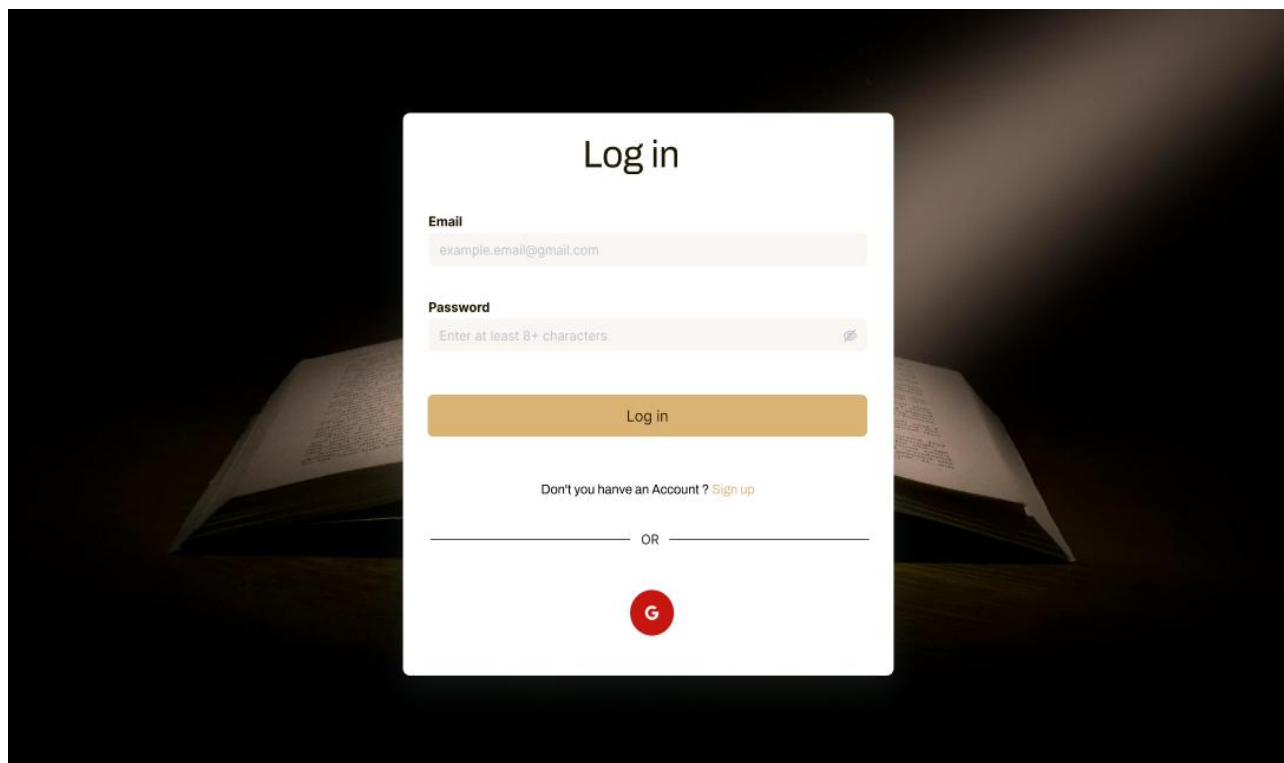 Log in
Email
example.email@gmail.com
Password
Enter at least 8+ characters
Log in
Don't you hanve an Account ? Sign up
OR
G